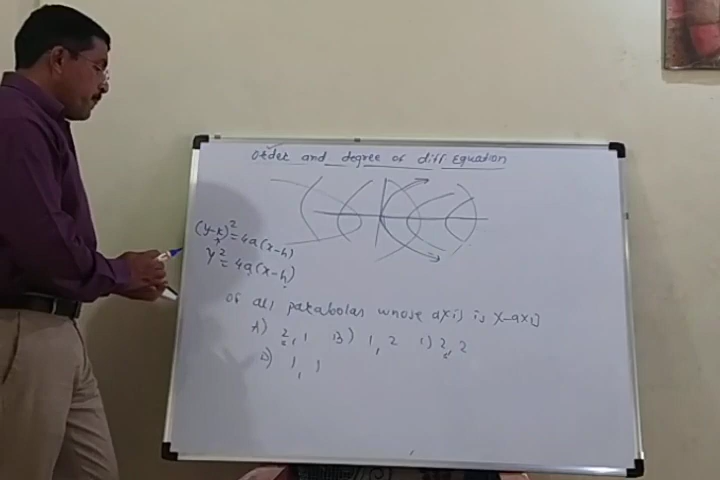 Order and degree of diff Equation
(y-k)² = 4a(x-h)
y² = 4a(x-h)
of all parabolas whose axis is X-axis
A) 2, 1 B) 1, 2 C) 2, 2
D) 1, 1